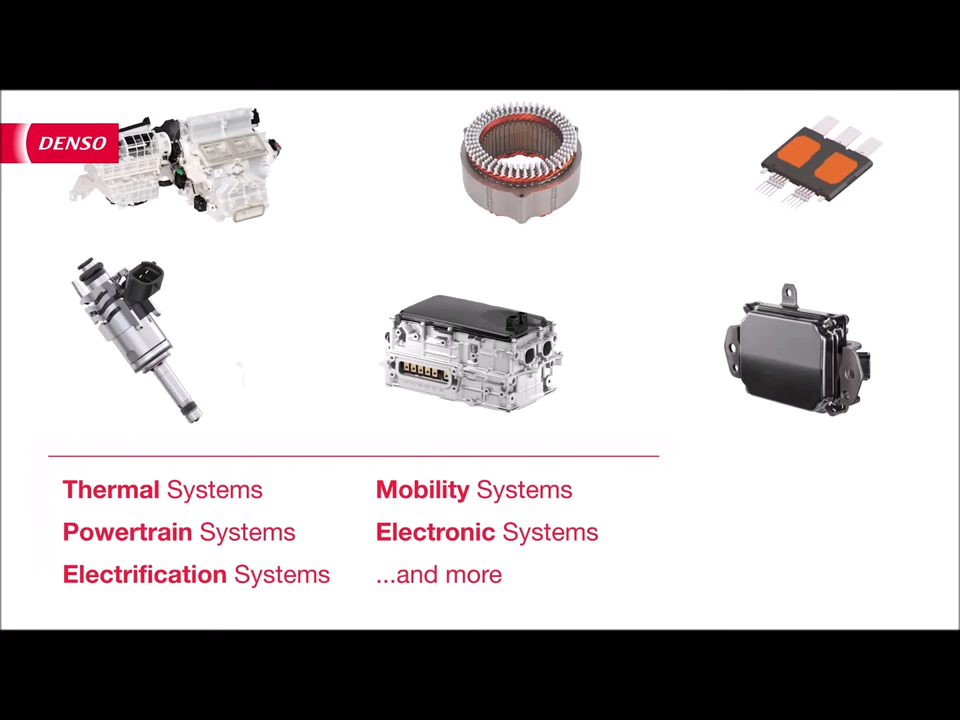 DENSO
Thermal Systems
Powertrain Systems
Electrification Systems
Mobility Systems
Electronic Systems
...and more